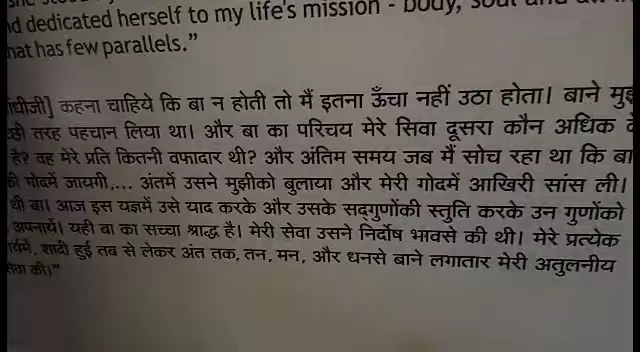 dedicated herself to my life's mission - body, soul and
has few parallels.”
कहना चाहिये कि बा न होती तो मैं इतना ऊँचा नहीं उठा होता। बाने
तरह पहचान लिया था। और बा का परिचय मेरे सिवा दूसरा कौन अधिक
है? वह मेरे प्रति कितनी वफादार थी? और अंतिम समय जब मैं सोच रहा था कि बा
गोदमें जायगी,... अंतमें उसने मुझीको बुलाया और मेरी गोदमें आखिरी सांस ली।
थी बा। आज इस यज्ञमें उसे याद करके और उसके सद्‌गुणोंकी स्तुति करके उन गुणोंको
अपनायें। यही बा का सच्चा श्राद्ध है। मेरी सेवा उसने निर्दोष भावसे की थी। मेरे प्रत्येक
शादी हुई तब से लेकर अंत तक, तन, मन, और धनसे बाने लगातार मेरी अतुलनीय
की।”